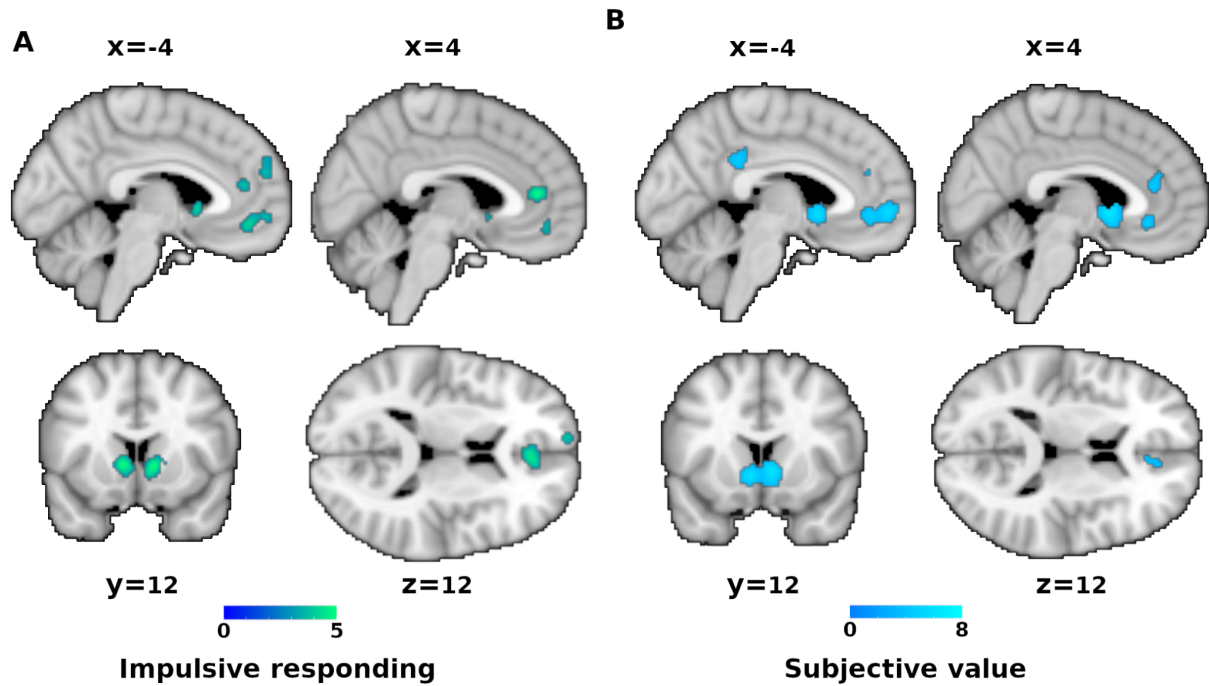 A
B
x=-4
x=4
x=-4
x=4
y=12
z=12
y=12
z=12
0
5
0
8
Impulsive responding
Subjective value